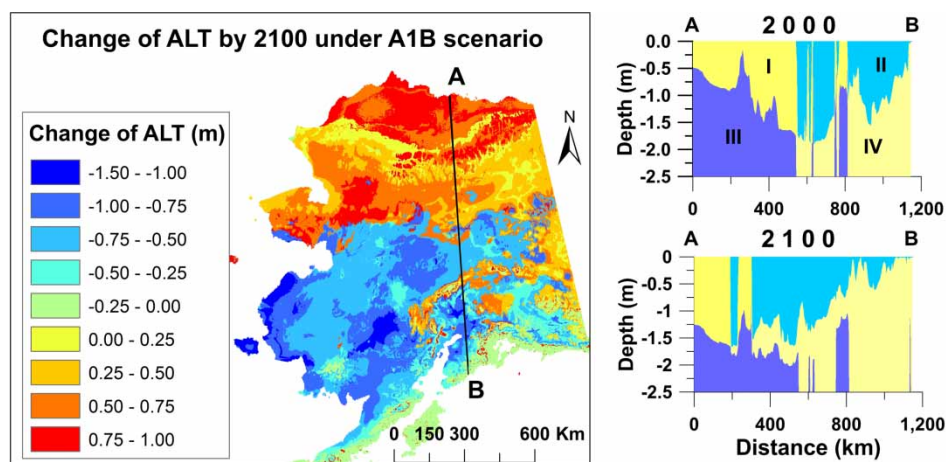 Change of ALT by 2100 under A1B scenario
A
N
Change of ALT (m)
-1.50 - -1.00
-1.00 - -0.75
-0.75 - -0.50
-0.50 - -0.25
-0.25 - 0.00
0.00 - 0.25
0.25 - 0.50
0.50 - 0.75
0.75 - 1.00
B
0 150 300 600 Km
A 2000 B
0.0
-0.5
-1.0
-1.5
-2.0
-2.5
Depth (m)
I
II
III
IV
0 400 800 1,200
A 2100 B
0
-0.5
-1
-1.5
-2
-2.5
Depth (m)
0 400 800 1,200
Distance (km)